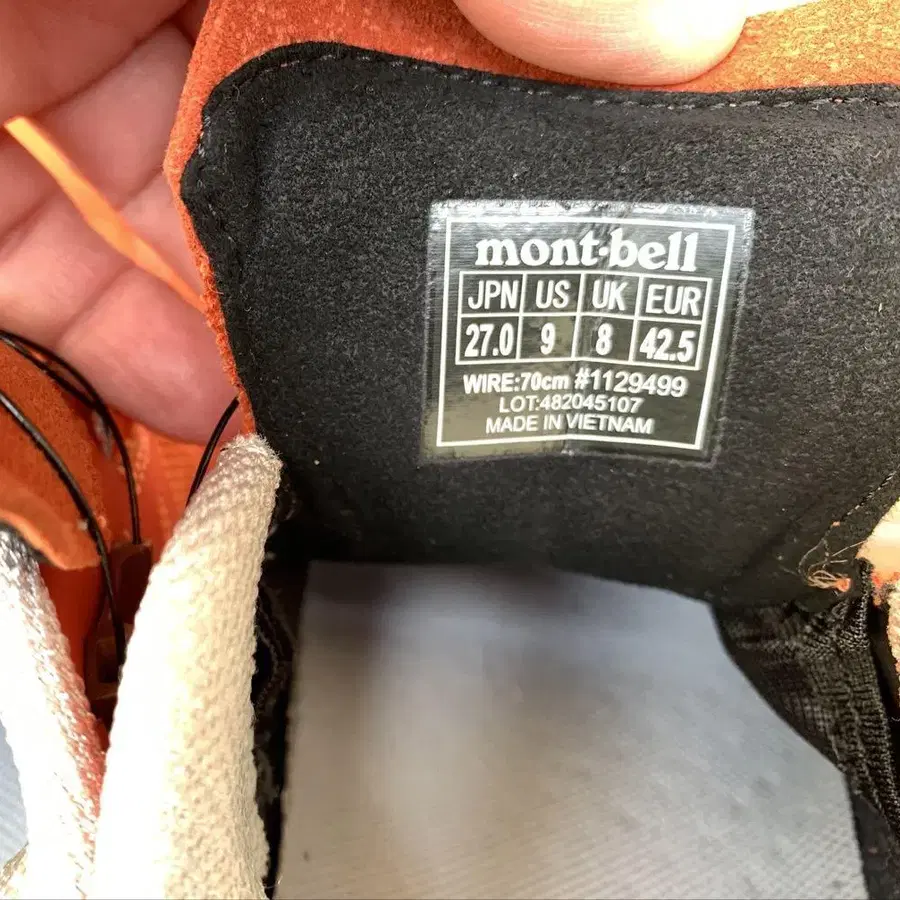 mont·bell
JPN US UK EUR
27.0 9 8 42.5
WIRE:70cm #1129499
LOT:482045107
MADE IN VIETNAM